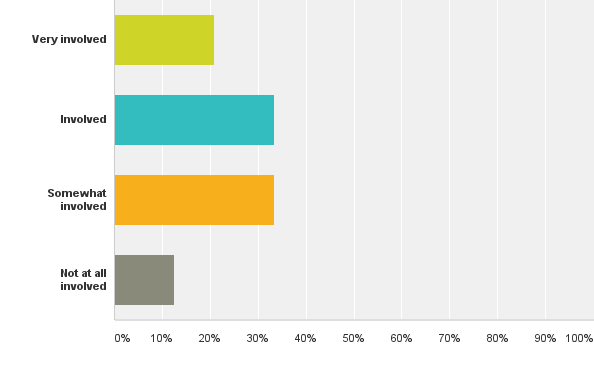 Very involved
Involved
Somewhat
involved
Not at all
involved
0% 10% 20% 30% 40% 50% 60% 70% 80% 90% 100%